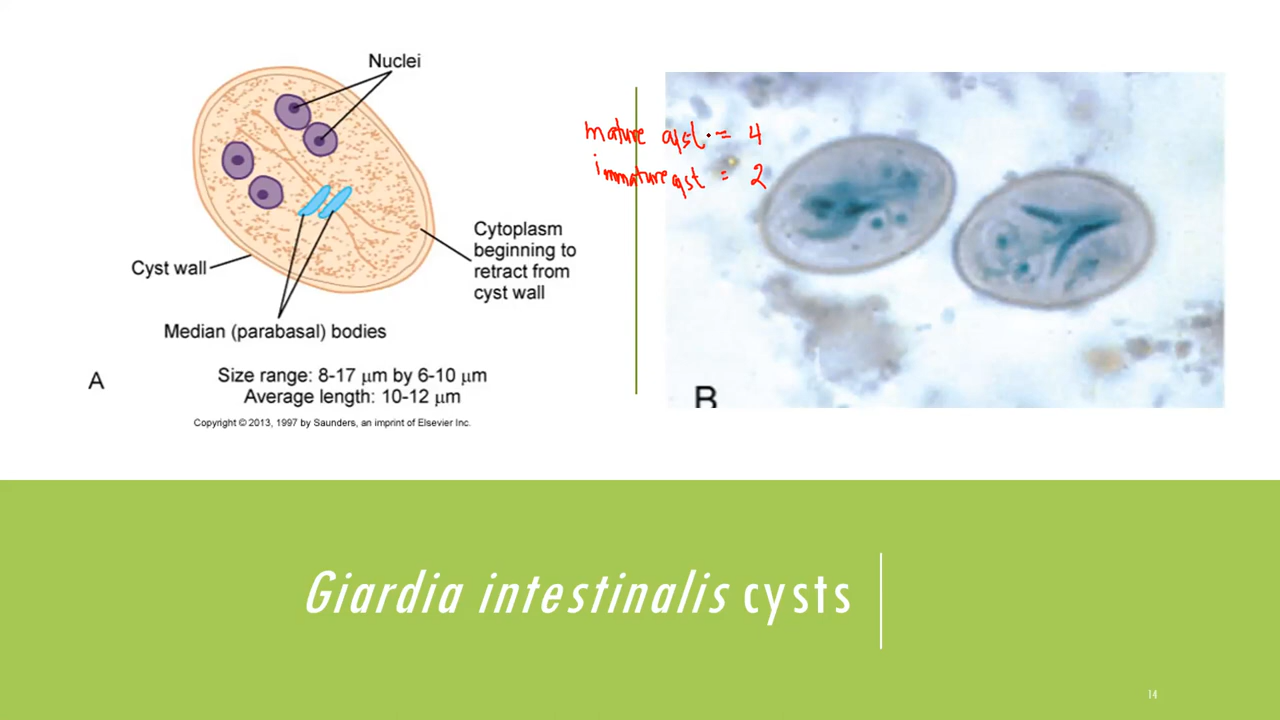 Nuclei
mature cyst = 4
immature cyst = 2
Cytoplasm
beginning to
retract from
cyst wall
Cyst wall
Median (parabasal) bodies
A
Size range: 8-17 μm by 6-10 μm
Average length: 10-12 μm
Copyright © 2013, 1997 by Saunders, an imprint of Elsevier Inc.
B
Giardia intestinalis cysts
14